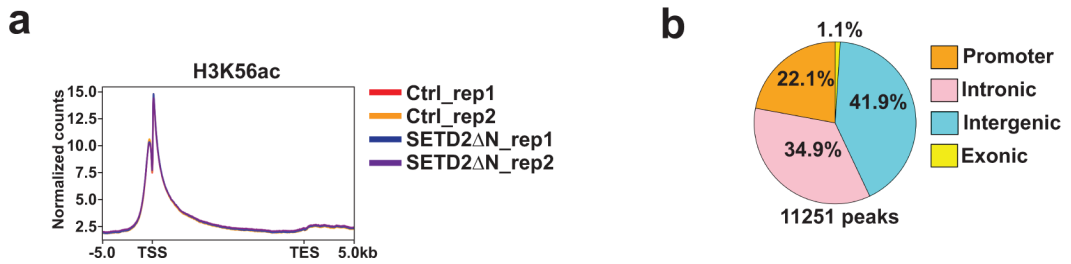 a
H3K56ac
Normalized counts
15.0
12.5
10.0
7.5
5.0
2.5
-5.0 TSS TES 5.0kb
Ctrl_rep1
Ctrl_rep2
SETD2ΔN_rep1
SETD2ΔN_rep2
b
1.1%
22.1%
41.9%
34.9%
11251 peaks
Promoter
Intronic
Intergenic
Exonic